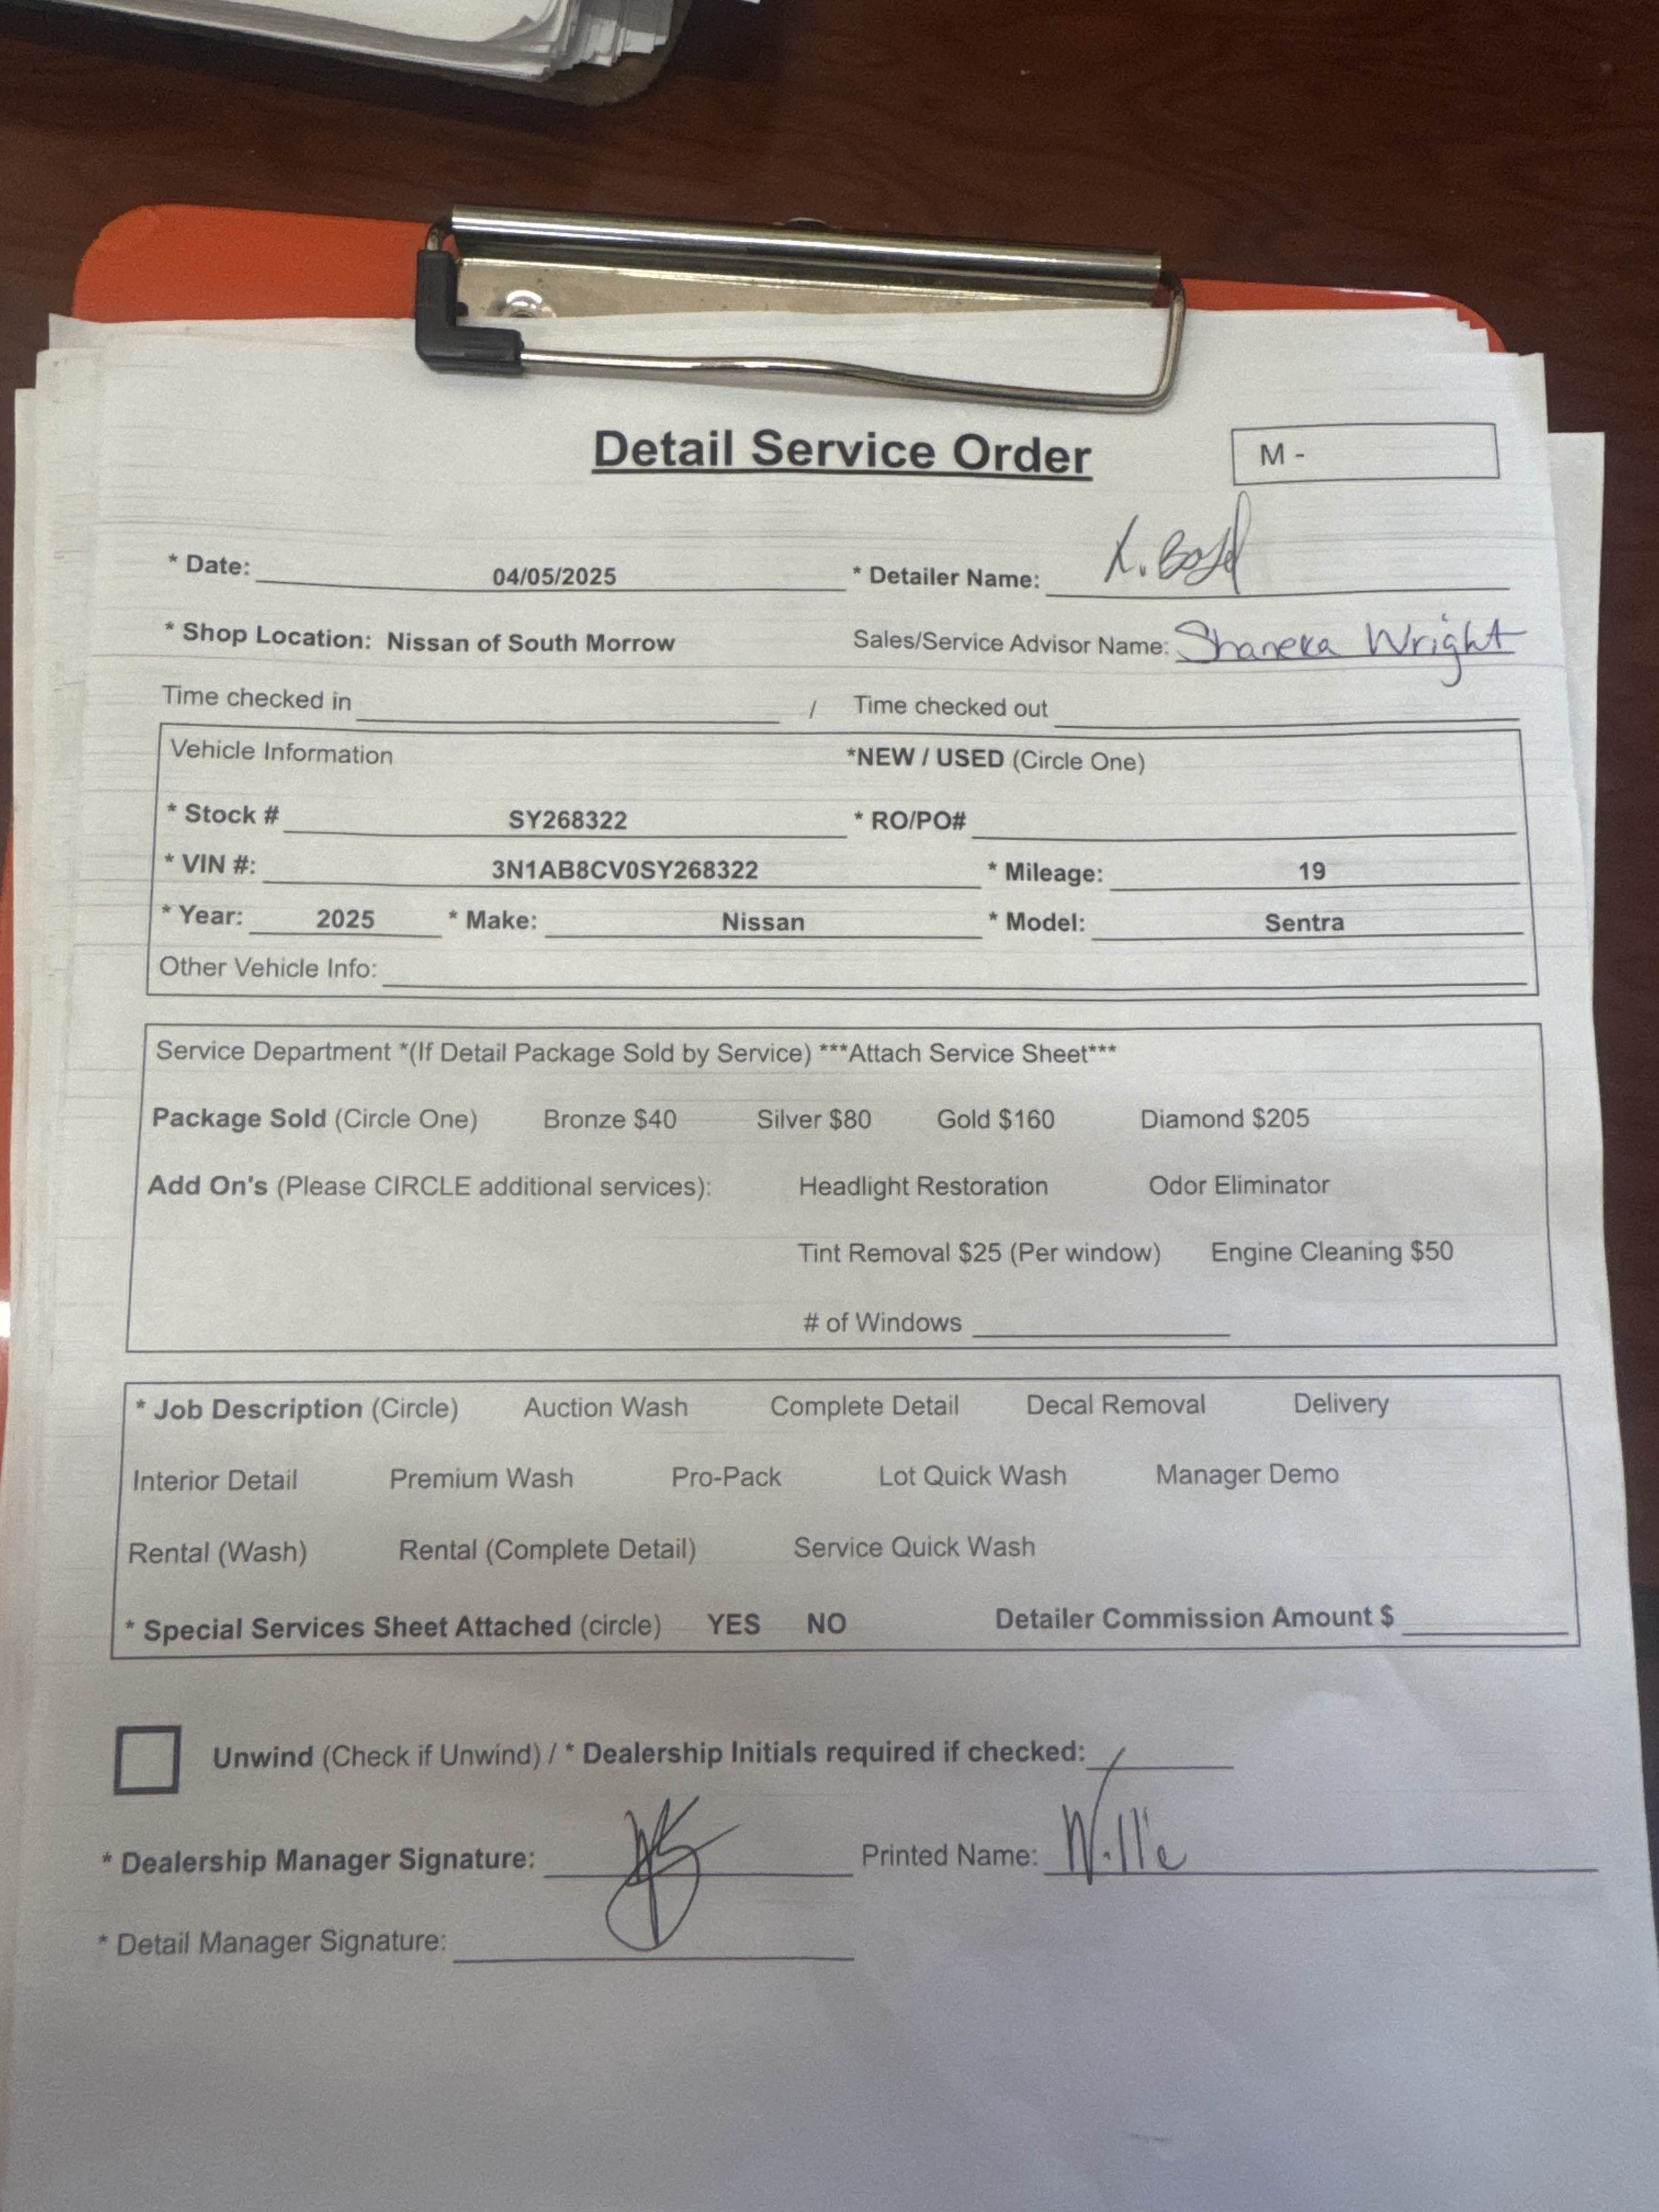 Detail Service Order
M -
* Date: 04/05/2025 * Detailer Name:
* Shop Location: Nissan of South Morrow Sales/Service Advisor Name: Shaneka Wright
Time checked in / Time checked out
Vehicle Information *NEW / USED (Circle One)
* Stock # SY268322 * RO/PO#
* VIN #: 3N1AB8CV0SY268322 * Mileage: 19
* Year: 2025 * Make: Nissan * Model: Sentra
Other Vehicle Info:
Service Department *(If Detail Package Sold by Service) ***Attach Service Sheet***
Package Sold (Circle One) Bronze $40 Silver $80 Gold $160 Diamond $205
Add On's (Please CIRCLE additional services): Headlight Restoration Odor Eliminator
Tint Removal $25 (Per window) Engine Cleaning $50
# of Windows
* Job Description (Circle) Auction Wash Complete Detail Decal Removal Delivery
Interior Detail Premium Wash Pro-Pack Lot Quick Wash Manager Demo
Rental (Wash) Rental (Complete Detail) Service Quick Wash
* Special Services Sheet Attached (circle) YES NO Detailer Commission Amount $
Unwind (Check if Unwind) / * Dealership Initials required if checked:
* Dealership Manager Signature: Printed Name: Willie
* Detail Manager Signature: